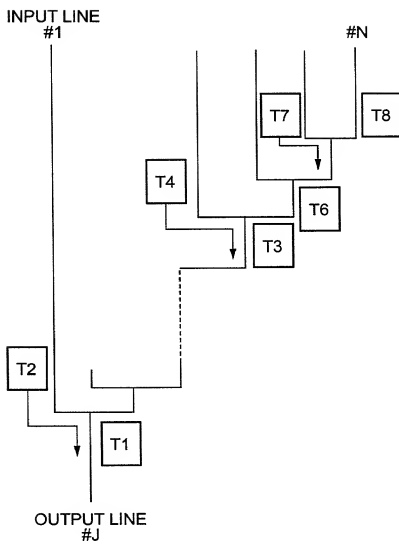 INPUT LINE
#1
#N
T7
T8
T4
T6
T3
T2
T1
OUTPUT LINE
#J